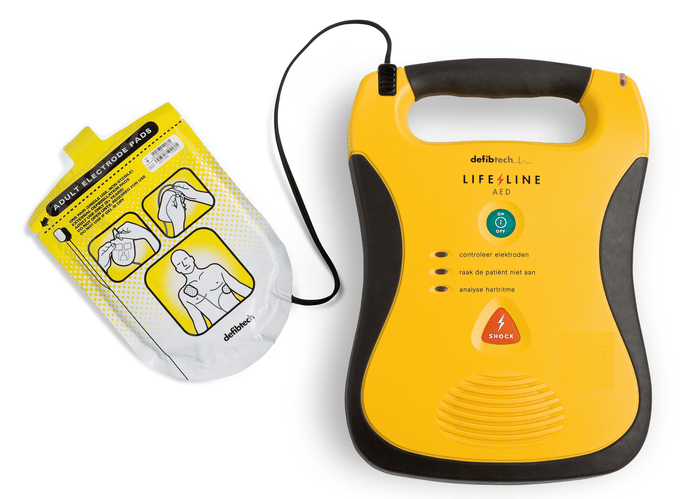 ADULT ELECTRODE PADS
defibtech
defibtech
LIFELINE
AED
ON
OFF
controleer elektroden
raak de patiënt niet aan
analyse hartritme
SHOCK